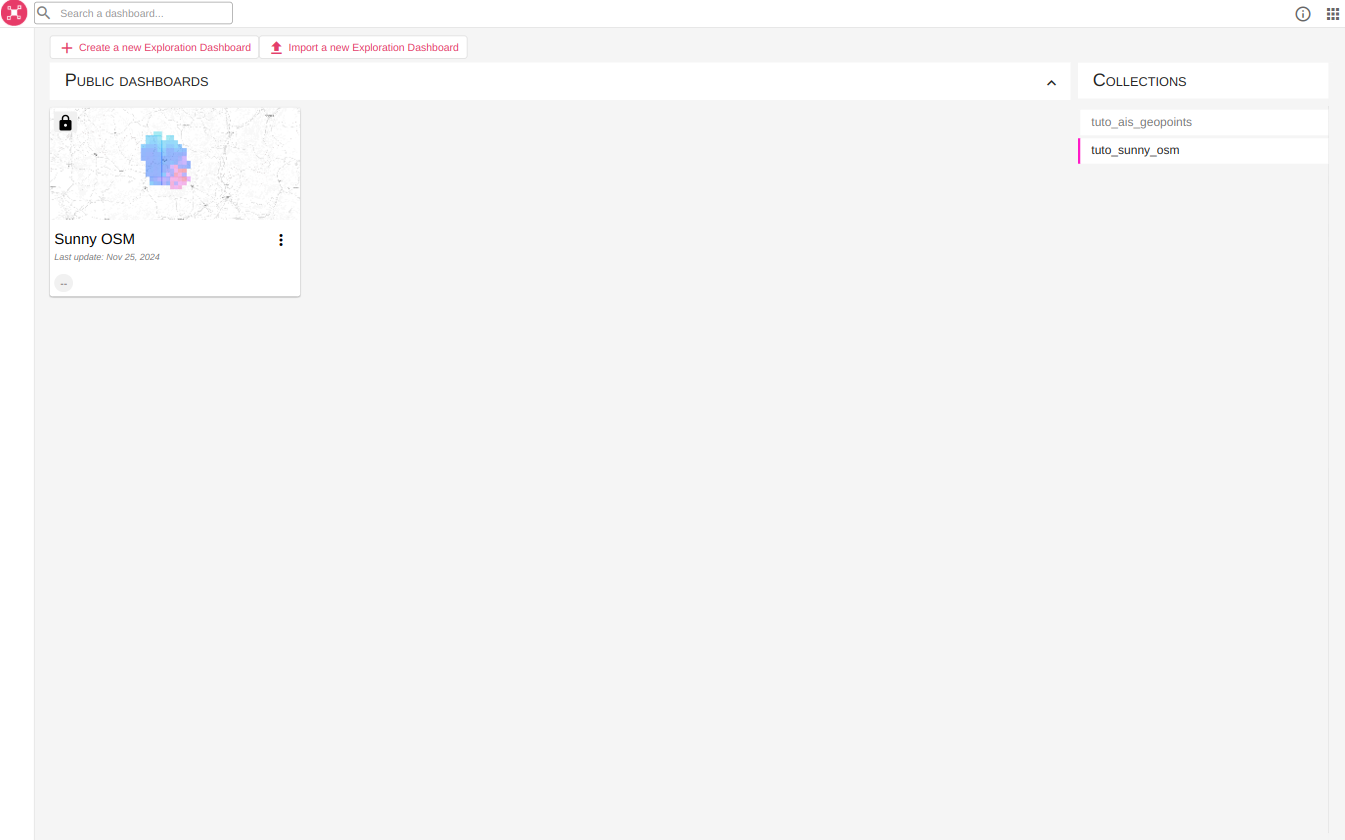 Search a dashboard...
Create a new Exploration Dashboard
Import a new Exploration Dashboard
Public dashboards
Collections
tuto_ais_geopoints
tuto_sunny_osm
Sunny OSM
Last update: Nov 25, 2024
--